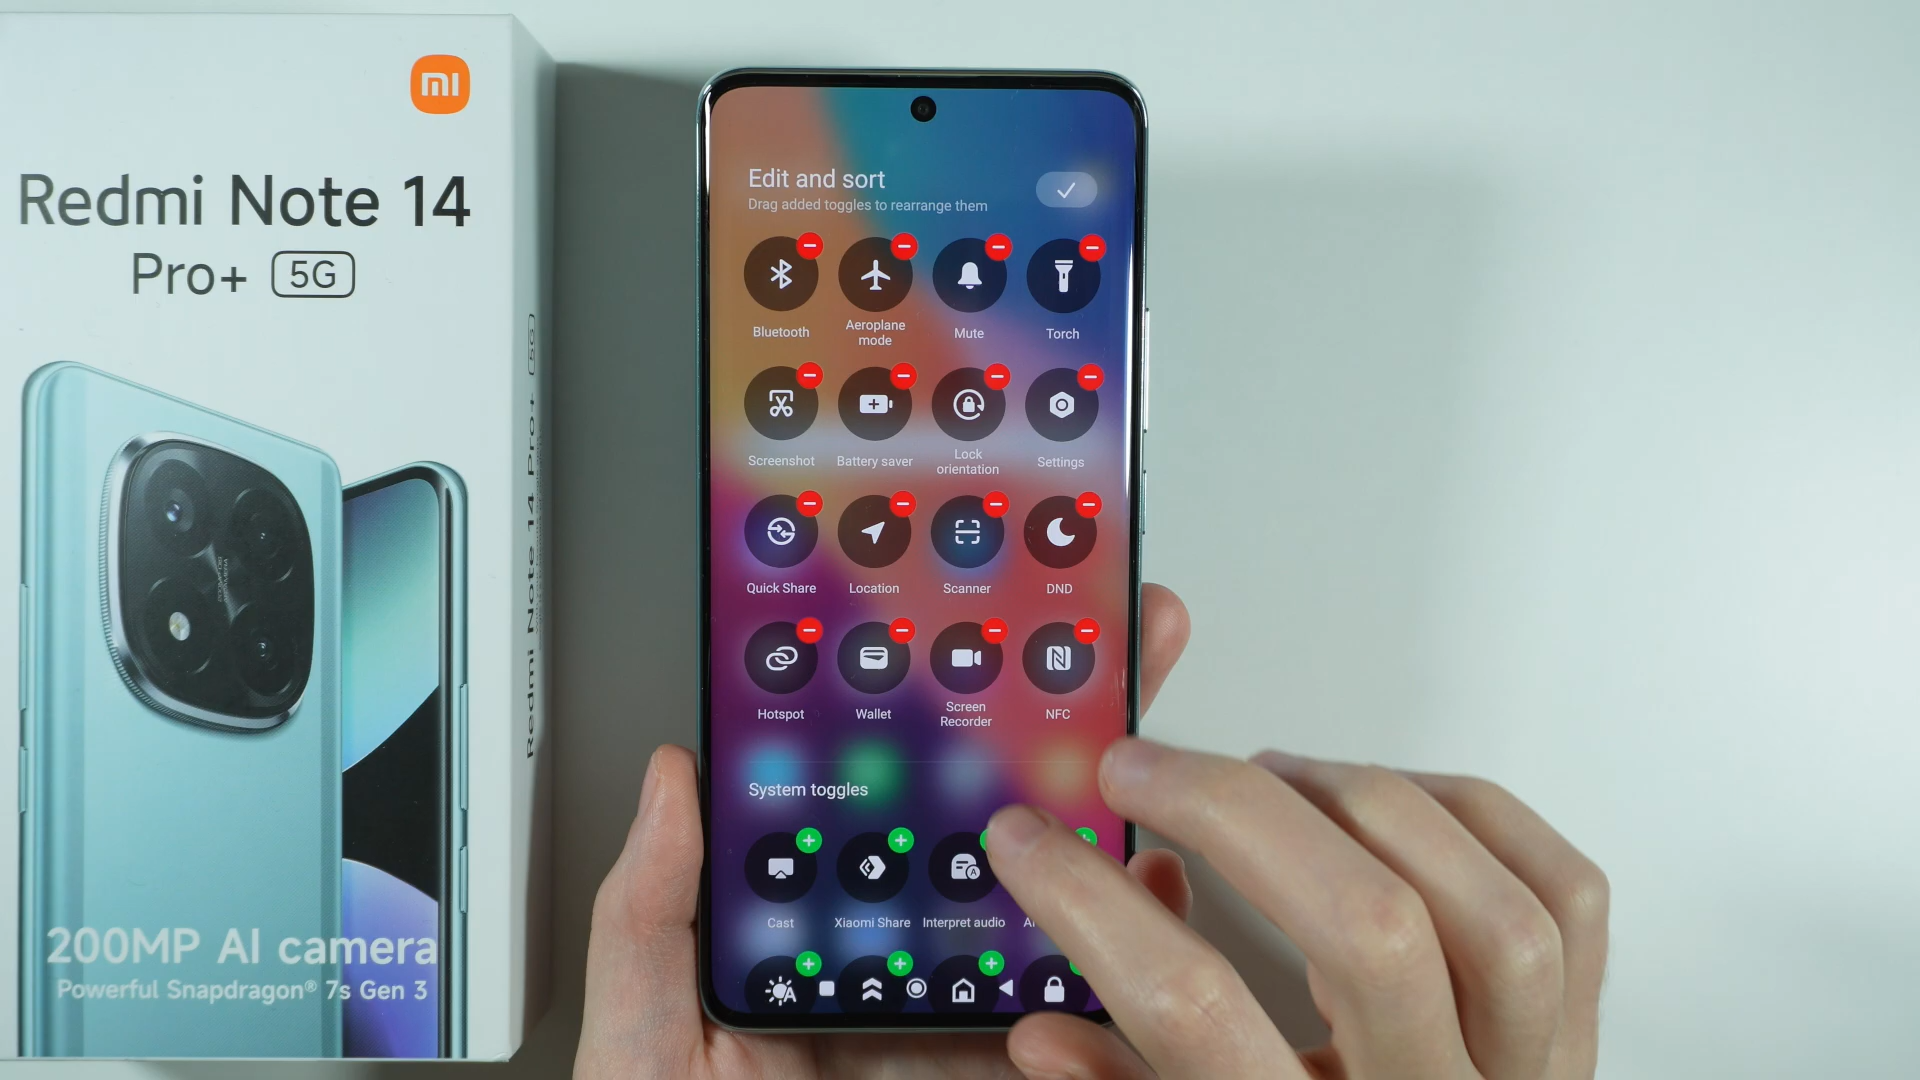 mi
Redmi Note 14
Pro+ 5G
200MP AI camera
Powerful Snapdragon® 7s Gen 3
Redmi Note 14 Pro+ 5G
Edit and sort
Drag added toggles to rearrange them
Bluetooth
Aeroplane
mode
Mute
Torch
Screenshot
Battery saver
Lock
orientation
Settings
Quick Share
Location
Scanner
DND
Hotspot
Wallet
Screen
Recorder
NFC
System toggles
Cast
Xiaomi Share
Interpret audio